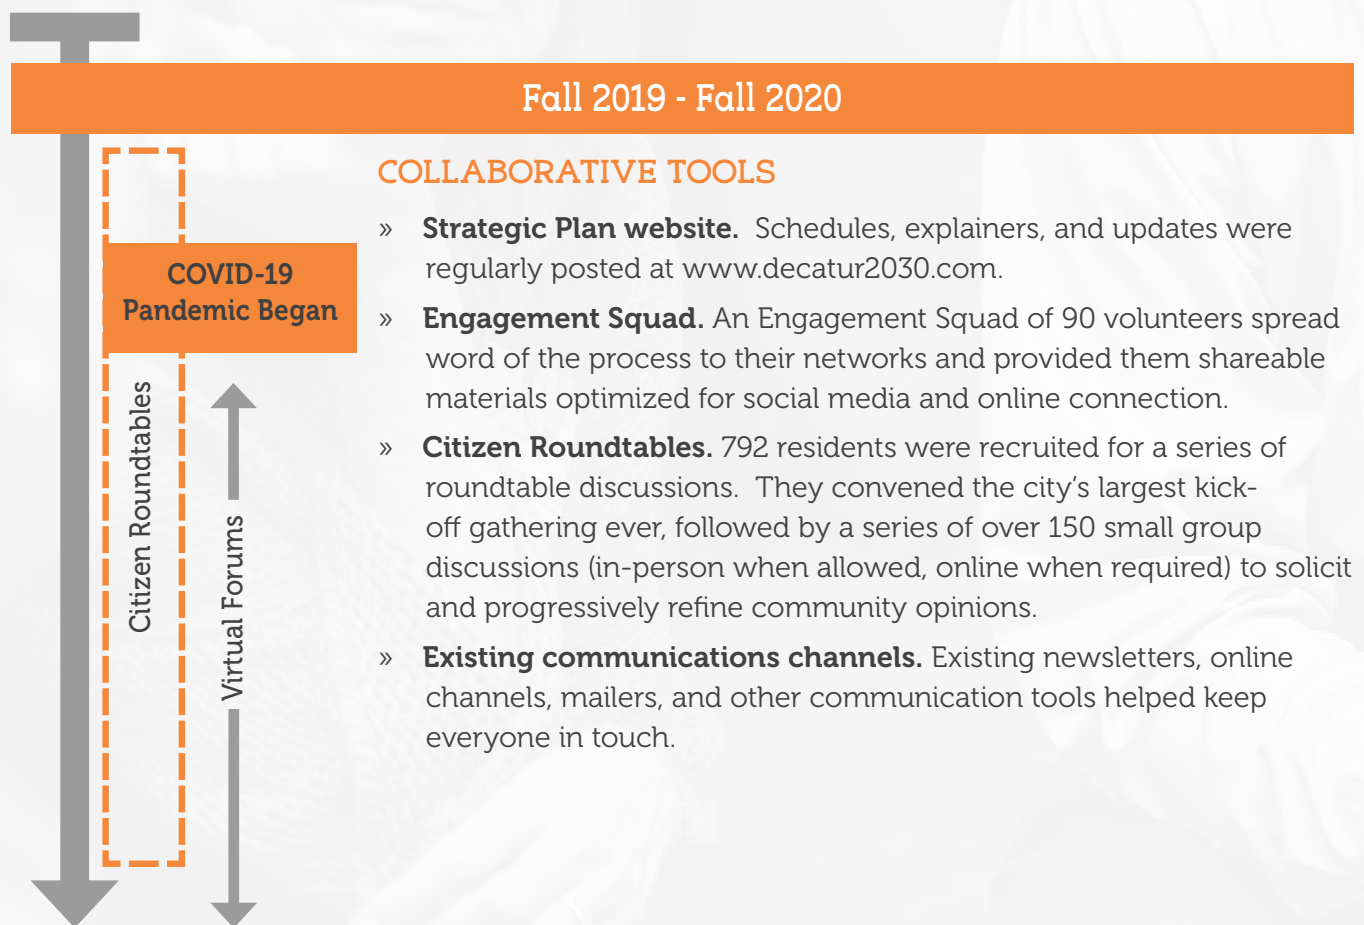 Fall 2019 - Fall 2020
COVID-19
Pandemic Began
Citizen Roundtables
Virtual Forums
COLLABORATIVE TOOLS
» Strategic Plan website.  Schedules, explainers, and updates were
regularly posted at www.decatur2030.com.
» Engagement Squad. An Engagement Squad of 90 volunteers spread
word of the process to their networks and provided them shareable
materials optimized for social media and online connection.
» Citizen Roundtables. 792 residents were recruited for a series of
roundtable discussions.  They convened the city's largest kick-
off gathering ever, followed by a series of over 150 small group
discussions (in-person when allowed, online when required) to solicit
and progressively refine community opinions.
» Existing communications channels. Existing newsletters, online
channels, mailers, and other communication tools helped keep
everyone in touch.